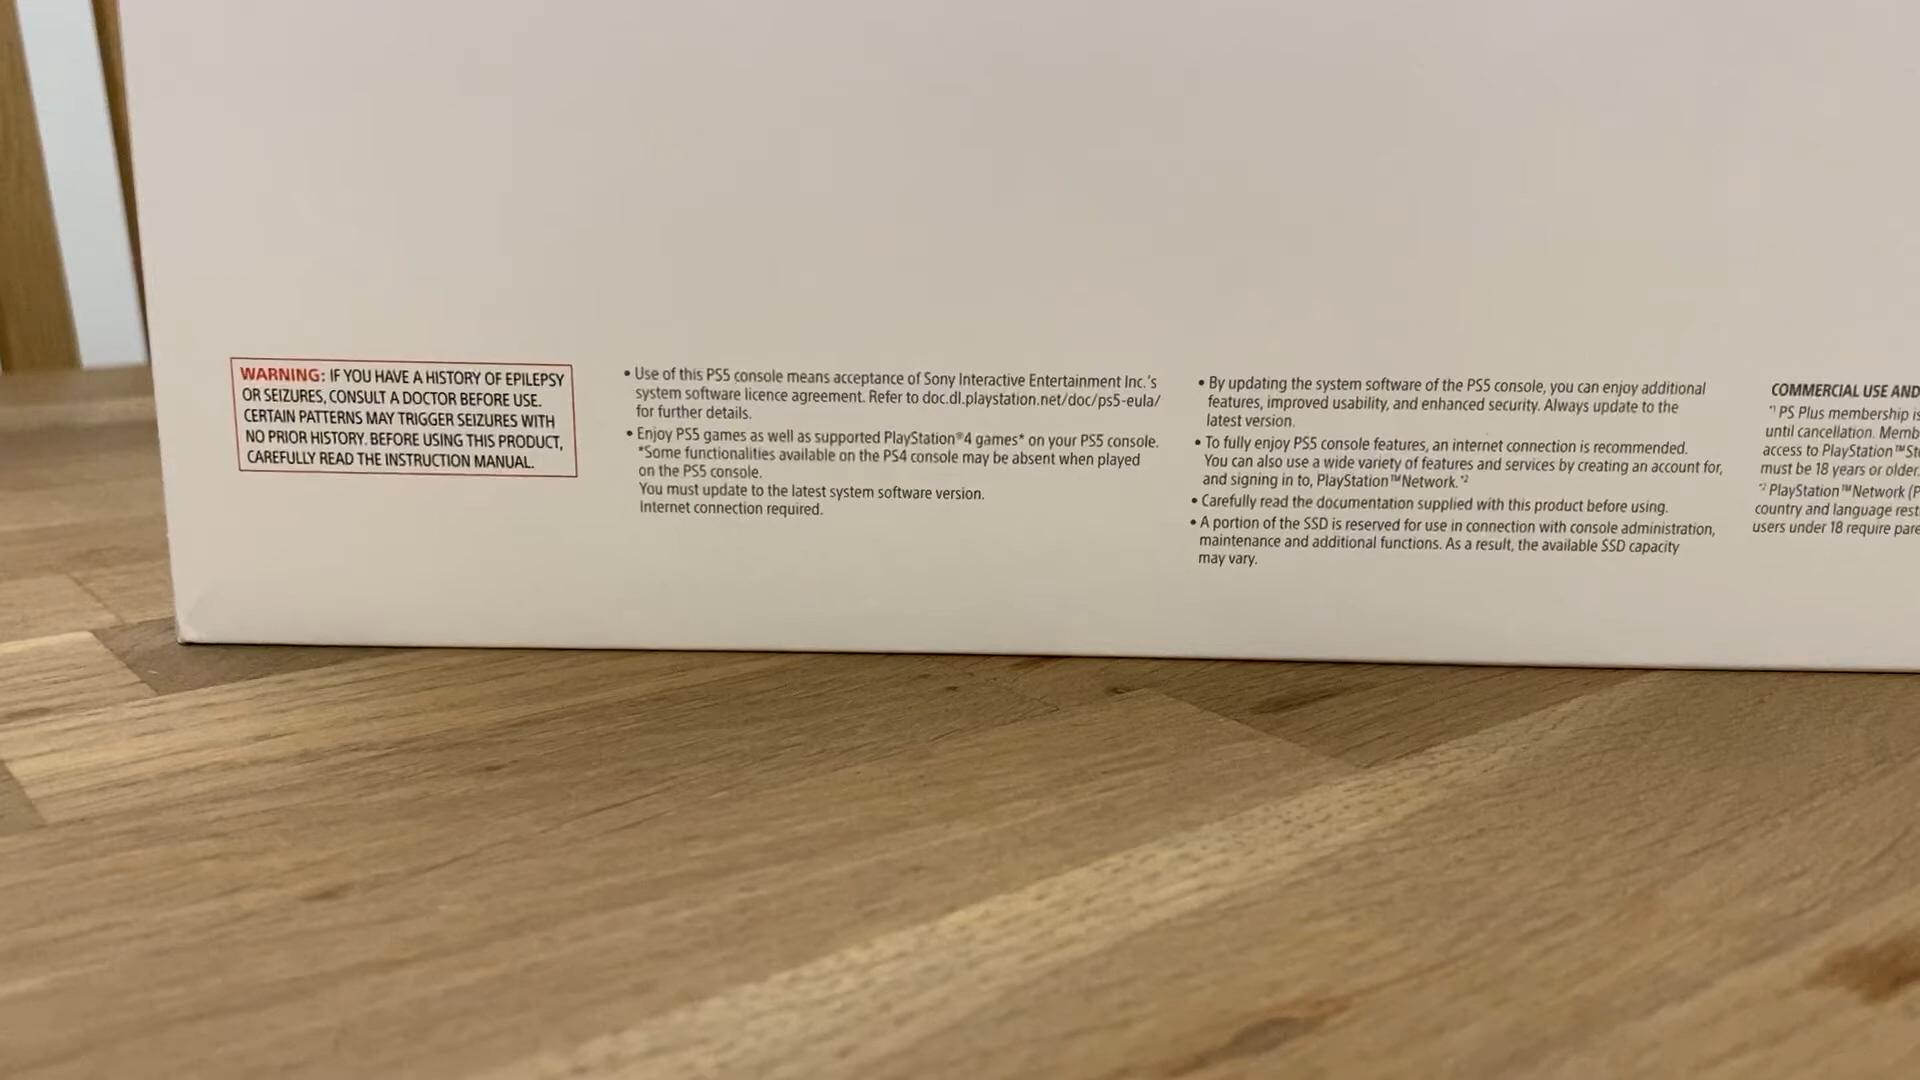 WARNING: IF YOU HAVE A HISTORY OF EPILEPSY
OR SEIZURES, CONSULT A DOCTOR BEFORE USE.
CERTAIN PATTERNS MAY TRIGGER SEIZURES WITH
NO PRIOR HISTORY. BEFORE USING THIS PRODUCT,
CAREFULLY READ THE INSTRUCTION MANUAL.
• Use of this PS5 console means acceptance of Sony Interactive Entertainment Inc.'s
system software licence agreement. Refer to doc.dl.playstation.net/doc/ps5-eula/
for further details.
• Enjoy PS5 games as well as supported PlayStation®4 games* on your PS5 console.
*Some functionalities available on the PS4 console may be absent when played
on the PS5 console.
You must update to the latest system software version.
Internet connection required.
• By updating the system software of the PS5 console, you can enjoy additional
features, improved usability, and enhanced security. Always update to the
latest version.
• To fully enjoy PS5 console features, an internet connection is recommended.
You can also use a wide variety of features and services by creating an account for,
and signing in to, PlayStation™Network.*2
• Carefully read the documentation supplied with this product before using.
• A portion of the SSD is reserved for use in connection with console administration,
maintenance and additional functions. As a result, the available SSD capacity
may vary.
COMMERCIAL USE AND
*1 PS Plus membership is
until cancellation.
access to PlayStation™
must be 18 years or older.
*2 PlayStation™Network
country and language
users under 18 require